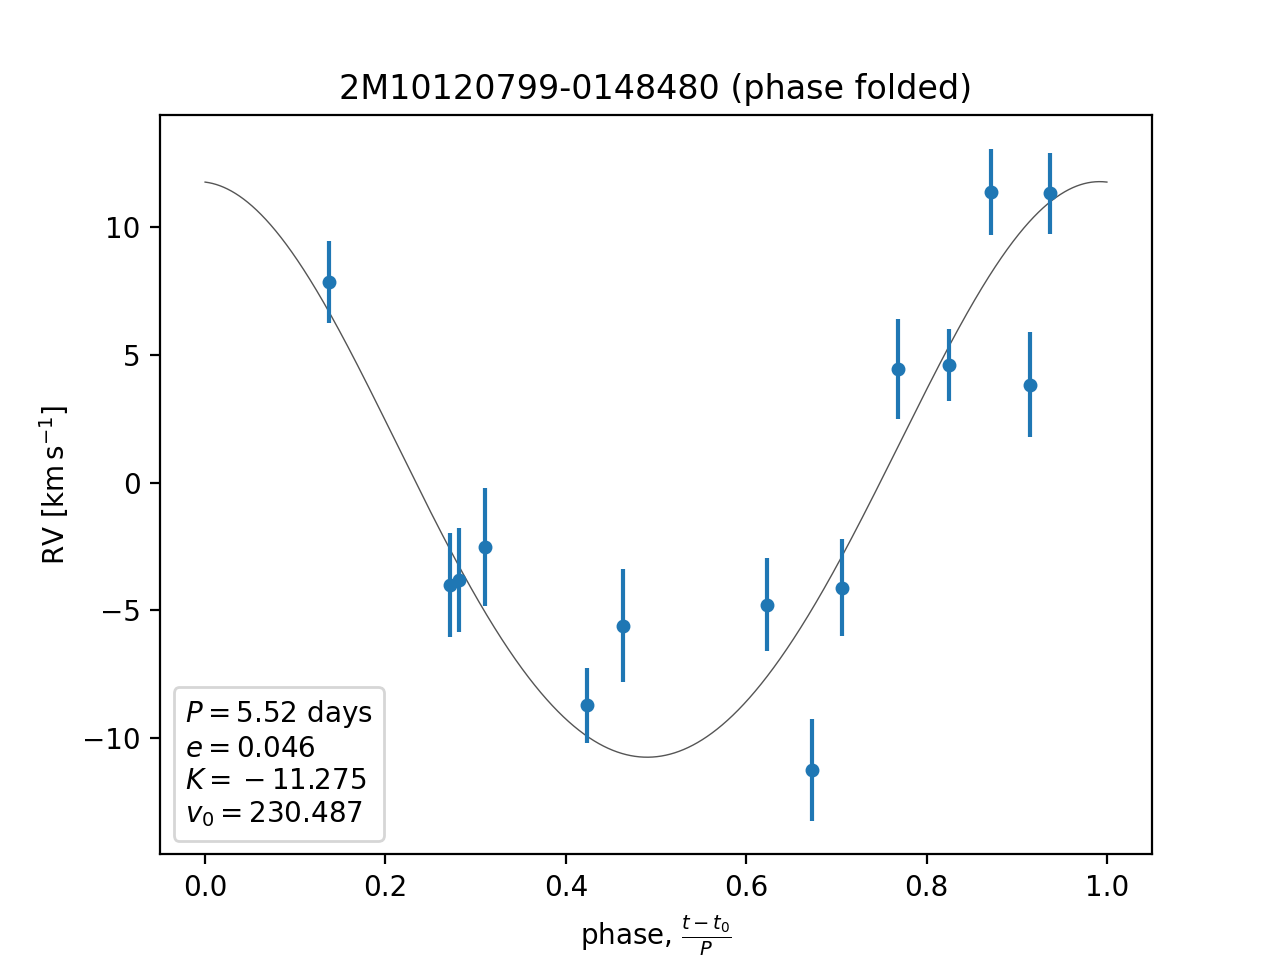 2M10120799-0148480 (phase folded)
RV [km s⁻¹]
10
5
0
−5
−10
P = 5.52 days
e = 0.046
K = −11.275
v₀ = 230.487
0.0 0.2 0.4 0.6 0.8 1.0
phase, (t − t₀)/P